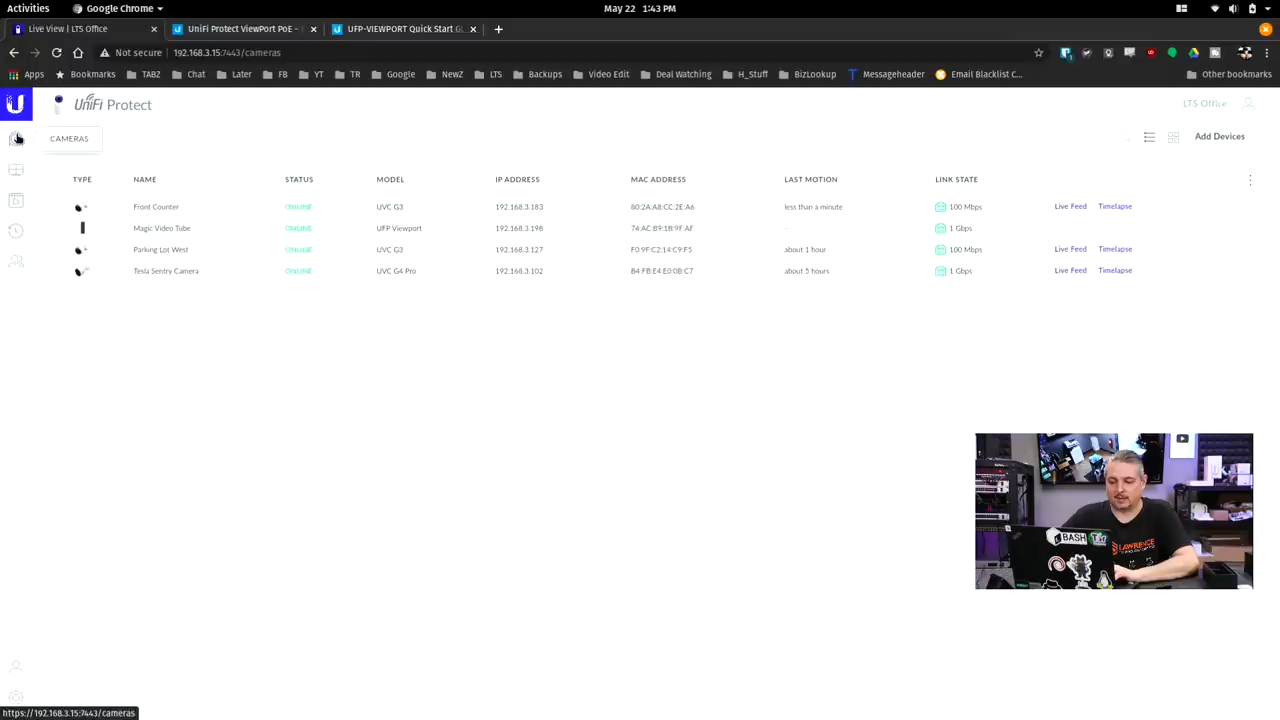 Activities
Google Chrome
May 22 1:43 PM
Live View | LTS Office
UniFi Protect ViewPort PoE –
UFP-VIEWPORT Quick Start G
Not secure
192.168.3.15:7443/cameras
Apps
Bookmarks
TABZ
Chat
Later
FB
YT
TR
Google
NewZ
LTS
Backups
Video Edit
Deal Watching
H_Stuff
BizLookup
Messageheader
Email Blacklist C...
Other bookmarks
UniFi Protect
LTS Office
CAMERAS
Add Devices
TYPE NAME STATUS MODEL IP ADDRESS MAC ADDRESS LAST MOTION LINK STATE
Front Counter ONLINE UVC G3 192.168.3.183 80:2A:A8:CC:2E:A6 less than a minute 100 Mbps Live Feed Timelapse
Magic Video Tube ONLINE UFP Viewport 192.168.3.198 74:AC:B9:1B:9F:AF - 1 Gbps
Parking Lot West ONLINE UVC G3 192.168.3.127 F0:9F:C2:14:C9:F5 about 1 hour 100 Mbps Live Feed Timelapse
Tesla Sentry Camera ONLINE UVC G4 Pro 192.168.3.102 B4:FB:E4:E0:0B:C7 about 5 hours 1 Gbps Live Feed Timelapse
BASH
LAWRENCE
https://192.168.3.15:7443/cameras